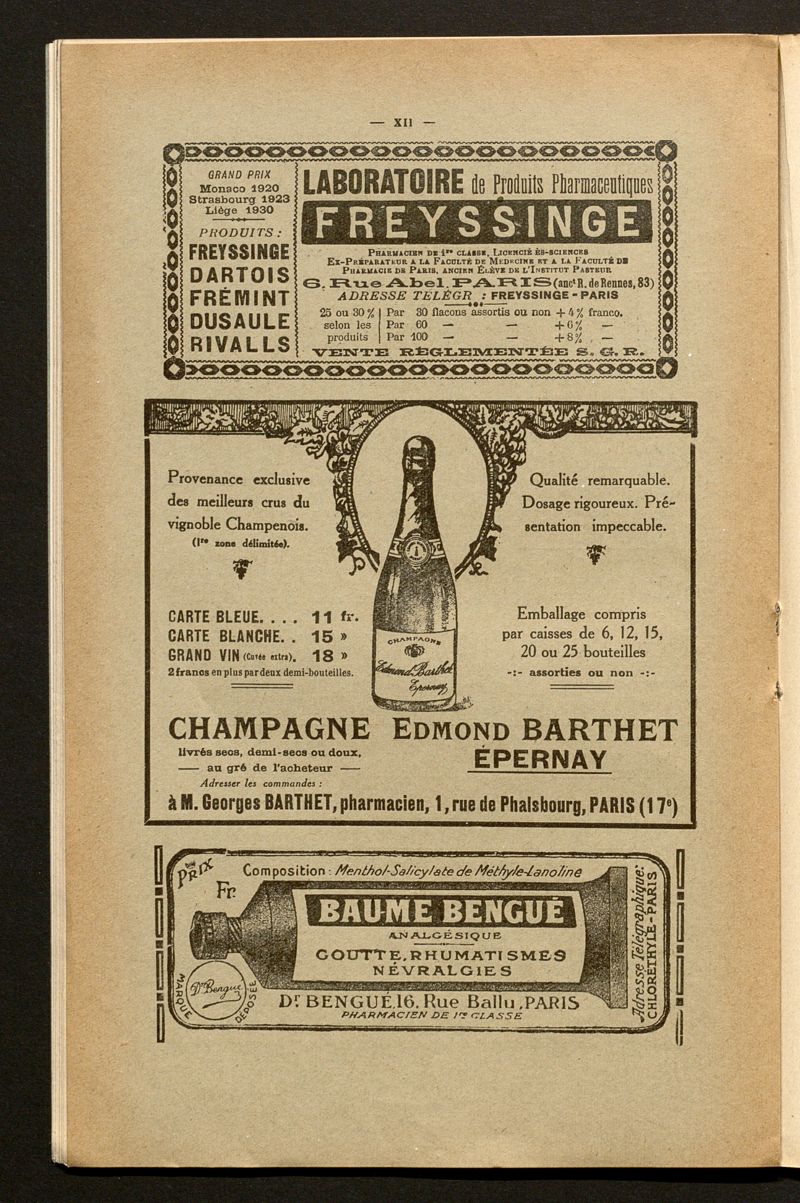 — XII —
GRAND PRIX
Monaco 1920
Strasbourg 1923
Liège 1930
PRODUITS :
FREYSSINGE
DARTOIS
FRÉMINT
DUSAULE
RIVALLS
LABORATOIRE de Produits Pharmaceutiques
FREYSSINGE
PHARMACIEN DE 1re CLASSE, LICENCIÉ ÈS-SCIENCES
EX-PRÉPARATEUR A LA FACULTÉ DE MÉDECINE ET A LA FACULTÉ DE
PHARMACIE DE PARIS, ANCIEN ÉLÈVE DE L'INSTITUT PASTEUR
6, Rue Abel, PARIS (anct R. de Rennes, 83)
ADRESSE TÉLÉGR. : FREYSSINGE - PARIS
25 ou 30 % selon les produits
Par 30 flacons assortis ou non + 4 % franco.
Par 60 — — + 6 % —
Par 100 — — + 8 % —
VENTE RÉGLEMENTÉE S. G. R.
Provenance exclusive
des meilleurs crus du
vignoble Champenois.
(1re zone délimitée).
Qualité remarquable.
Dosage rigoureux. Pré-
sentation impeccable.
CARTE BLEUE. . . . 11 fr.
CARTE BLANCHE. . 15 »
GRAND VIN (Cuvée extra). 18 »
2 francs en plus par deux demi-bouteilles.
Emballage compris
par caisses de 6, 12, 15,
20 ou 25 bouteilles
-:- assorties ou non -:-
CHAMPAGNE
Edmond Barthet
Epernay
CHAMPAGNE EDMOND BARTHET
livrés secs, demi-secs ou doux,
— au gré de l'acheteur —
ÉPERNAY
Adresser les commandes :
à M. Georges BARTHET, pharmacien, 1, rue de Phalsbourg, PARIS (17e)
PRIX
Fr.
Composition : Menthol-Salicylate de Méthyle-Lanoline
BAUME BENGUÉ
ANALGÉSIQUE
GOUTTE, RHUMATISMES
NÉVRALGIES
MARQUE DÉPOSÉE
Dr Bengué
Dr BENGUÉ, 16, Rue Ballu, PARIS
PHARMACIEN DE 1re CLASSE
Adresse Télégraphique:
CHLORÉTHYLE - PARIS